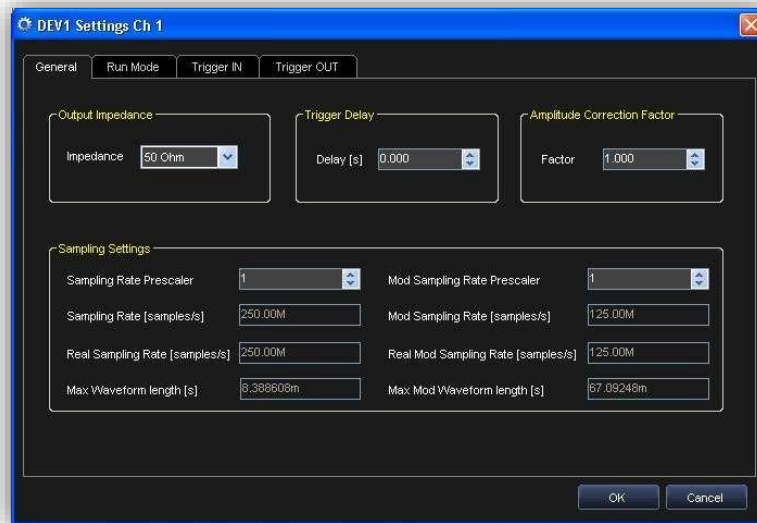 DEV1 Settings Ch 1
General Run Mode Trigger IN Trigger OUT
Output Impedance Trigger Delay Amplitude Correction Factor
Impedance 50 Ohm Delay [s] 0.000 Factor 1.000
Sampling Settings
Sampling Rate Prescaler 1 Mod Sampling Rate Prescaler 1
Sampling Rate [samples/s] 250.00M Mod Sampling Rate [samples/s] 125.00M
Real Sampling Rate [samples/s] 250.00M Real Mod Sampling Rate [samples/s] 125.00M
Max Waveform length [s] 8.388608m Max Mod Waveform length [s] 67.09248m
OK Cancel